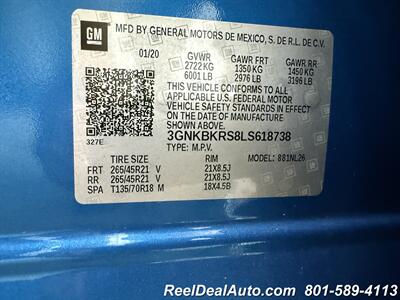 GM
MFD BY GENERAL MOTORS DE MEXICO, S. DE R.L. DE C.V.
01/20 GVWR GAWR FRT GAWR RR
2722 KG 1350 KG 1450 KG
6001 LB 2976 LB 3196 LB
THIS VEHICLE CONFORMS TO ALL APPLICABLE U.S. FEDERAL MOTOR VEHICLE SAFETY AND THEFT PREVENTION STANDARDS IN EFFECT ON THE DATE OF MANUFACTURE SHOWN ABOVE.
3GNKBKRS8LS618738
327E TYPE: M.P.V. MODEL: 881NL26
TIRE SIZE RIM
FRT 265/45R21 V 21X8.5J
RR 265/45R21 V 21X8.5J
SPA T135/70R18 M 18X4.5B
ReelDealAuto.com 801-589-4113